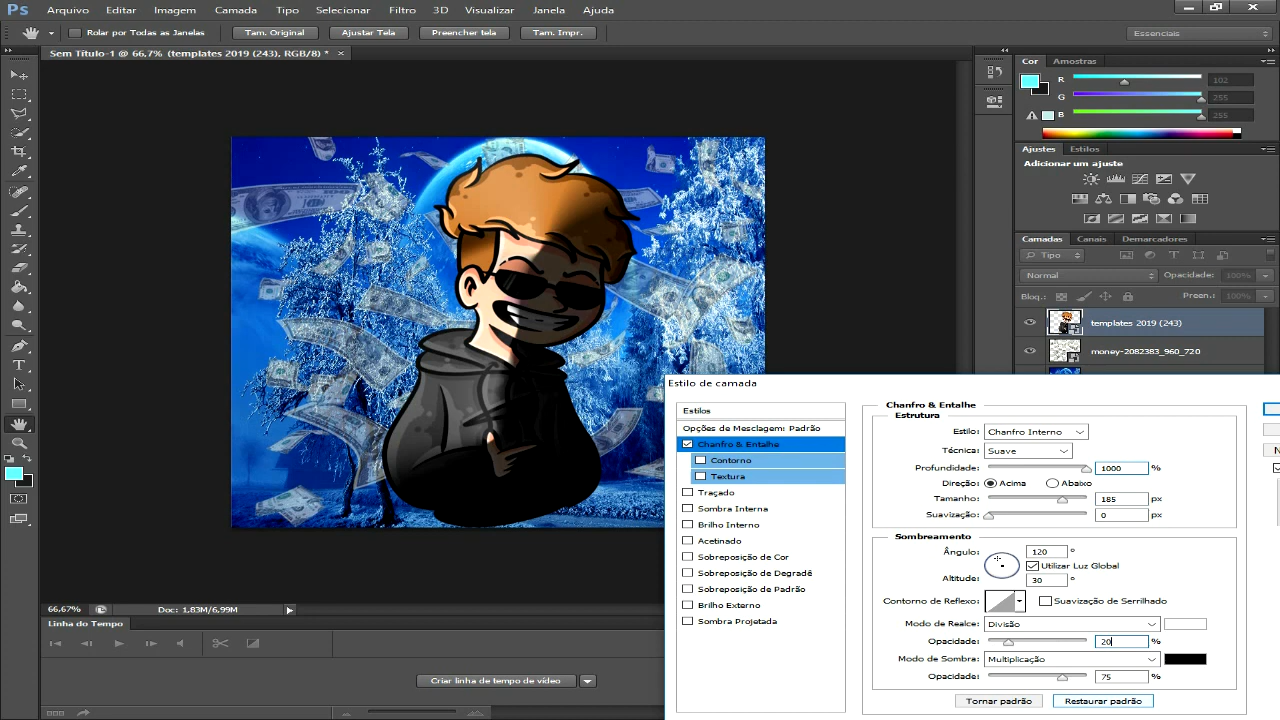 Ps Arquivo Editar Imagem Camada Tipo Selecionar Filtro 3D Visualizar Janela Ajuda
Rolar por Todas as Janelas Tam. Original Ajustar Tela Preencher tela Tam. Impr. Essenciais
Sem Título-1 @ 66,7% (templates 2019 (243), RGB/8) * ×
Cor Amostras
R 102
G 255
B 255
Ajustes Estilos
Adicionar um ajuste
Camadas Canais Demarcadores
Tipo
Normal Opacidade: 100%
Bloq.: Preen.: 100%
templates 2019 (243)
money-2082383_960_720
Estilo de camada
Estilos
Opções de Mesclagem: Padrão
Chanfro & Entalhe
Contorno
Textura
Traçado
Sombra Interna
Brilho Interno
Acetinado
Sobreposição de Cor
Sobreposição de Degradê
Sobreposição de Padrão
Brilho Externo
Sombra Projetada
Chanfro & Entalhe
Estrutura
Estilo: Chanfro Interno
Técnica: Suave
Profundidade: 1000 %
Direção: Acima Abaixo
Tamanho: 185 px
Suavização: 0 px
Sombreamento
Ângulo: 120 °
Utilizar Luz Global
Altitude: 30 °
Contorno de Reflexo: Suavização de Serrilhado
Modo de Realce: Divisão
Opacidade: 20 %
Modo de Sombra: Multiplicação
Opacidade: 75 %
Tornar padrão Restaurar padrão
N
66.67% Doc: 1,83M/6,99M
Linha do Tempo
Criar linha de tempo de vídeo